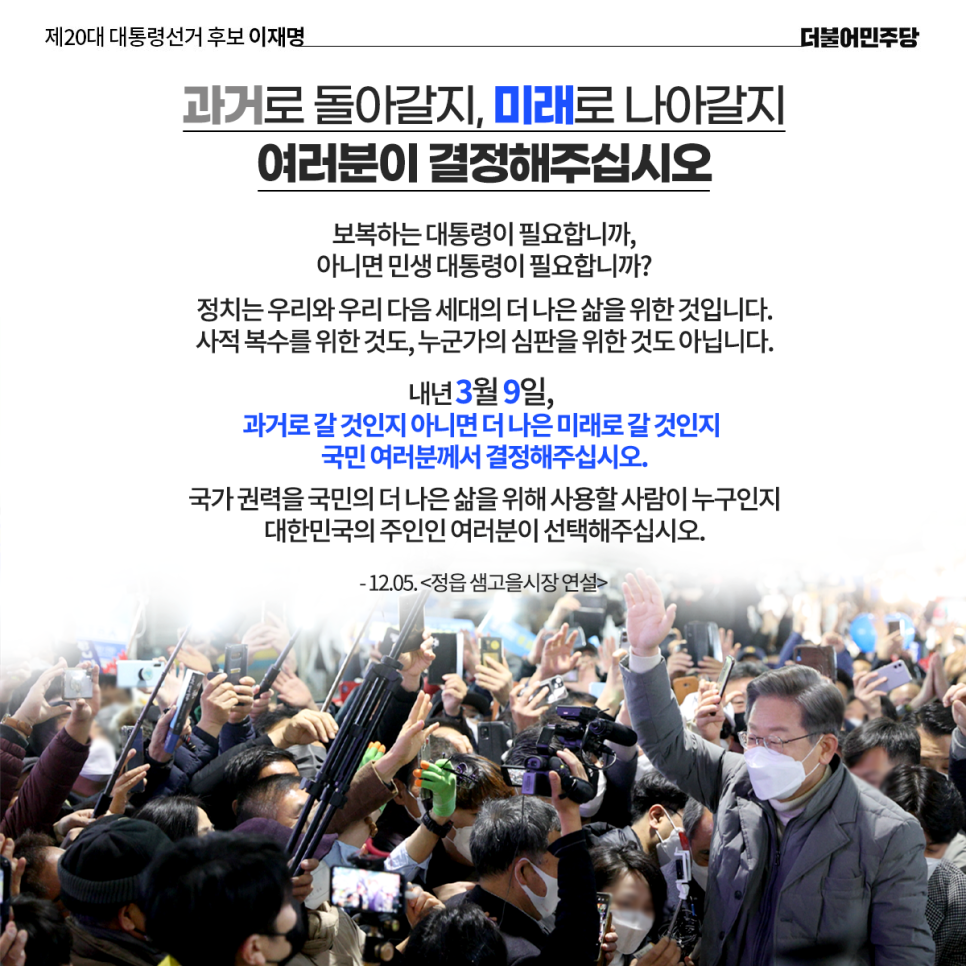 제20대 대통령선거 후보 이재명
더불어민주당
과거로 돌아갈지, 미래로 나아갈지
여러분이 결정해주십시오
보복하는 대통령이 필요합니까,
아니면 민생 대통령이 필요합니까?
정치는 우리와 우리 다음 세대의 더 나은 삶을 위한 것입니다.
사적 복수를 위한 것도, 누군가의 심판을 위한 것도 아닙니다.
내년 3월 9일,
과거로 갈 것인지 아니면 더 나은 미래로 갈 것인지
국민 여러분께서 결정해주십시오.
국가 권력을 국민의 더 나은 삶을 위해 사용할 사람이 누구인지
대한민국의 주인인 여러분이 선택해주십시오.
- 12.05. <정읍 샘고을시장 연설>